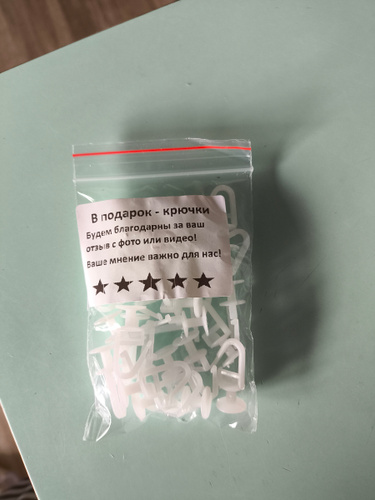 В подарок - крючки
Будем благодарны за ваш
отзыв с фото или видео!
Ваше мнение важно для нас!